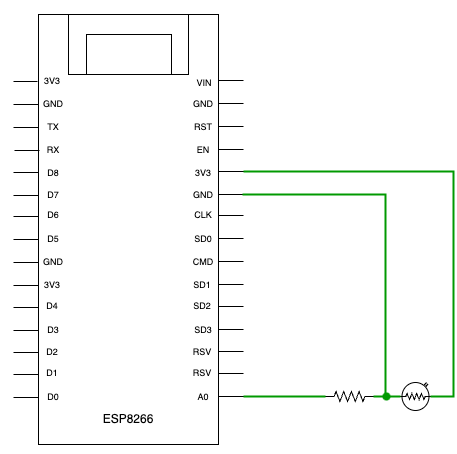 3V3 VIN
GND GND
TX RST
RX EN
D8 3V3
D7 GND
D6 CLK
D5 SD0
GND CMD
3V3 SD1
D4 SD2
D3 SD3
D2 RSV
D1 RSV
D0 A0
ESP8266